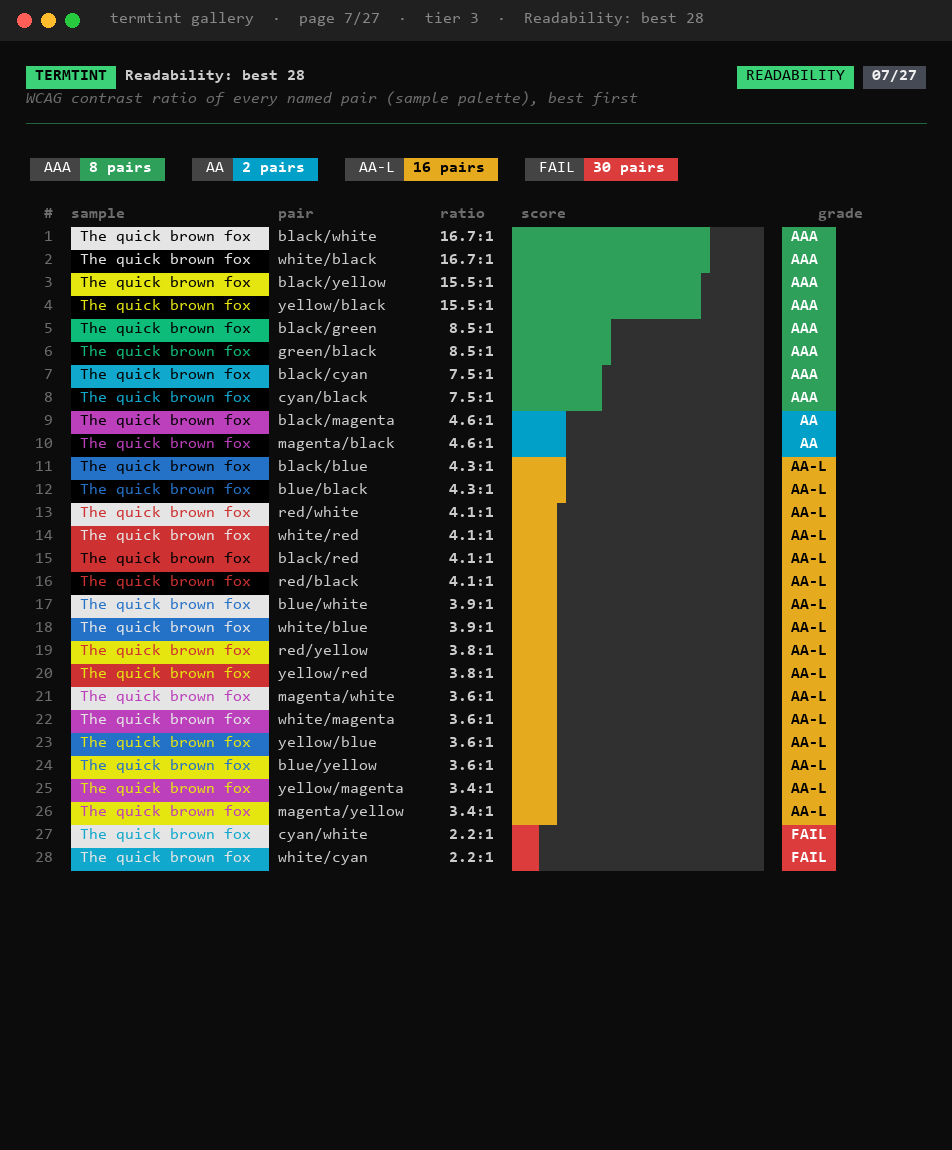 termtint gallery · page 7/27 · tier 3 · Readability: best 28
TERMTINT Readability: best 28 READABILITY 07/27
WCAG contrast ratio of every named pair (sample palette), best first
AAA 8 pairs AA 2 pairs AA-L 16 pairs FAIL 30 pairs
# sample pair ratio score grade
1 The quick brown fox black/white 16.7:1 AAA
2 The quick brown fox white/black 16.7:1 AAA
3 The quick brown fox black/yellow 15.5:1 AAA
4 The quick brown fox yellow/black 15.5:1 AAA
5 The quick brown fox black/green 8.5:1 AAA
6 The quick brown fox green/black 8.5:1 AAA
7 The quick brown fox black/cyan 7.5:1 AAA
8 The quick brown fox cyan/black 7.5:1 AAA
9 The quick brown fox black/magenta 4.6:1 AA
10 The quick brown fox magenta/black 4.6:1 AA
11 The quick brown fox black/blue 4.3:1 AA-L
12 The quick brown fox blue/black 4.3:1 AA-L
13 The quick brown fox red/white 4.1:1 AA-L
14 The quick brown fox white/red 4.1:1 AA-L
15 The quick brown fox black/red 4.1:1 AA-L
16 The quick brown fox red/black 4.1:1 AA-L
17 The quick brown fox blue/white 3.9:1 AA-L
18 The quick brown fox white/blue 3.9:1 AA-L
19 The quick brown fox red/yellow 3.8:1 AA-L
20 The quick brown fox yellow/red 3.8:1 AA-L
21 The quick brown fox magenta/white 3.6:1 AA-L
22 The quick brown fox white/magenta 3.6:1 AA-L
23 The quick brown fox yellow/blue 3.6:1 AA-L
24 The quick brown fox blue/yellow 3.6:1 AA-L
25 The quick brown fox yellow/magenta 3.4:1 AA-L
26 The quick brown fox magenta/yellow 3.4:1 AA-L
27 The quick brown fox cyan/white 2.2:1 FAIL
28 The quick brown fox white/cyan 2.2:1 FAIL